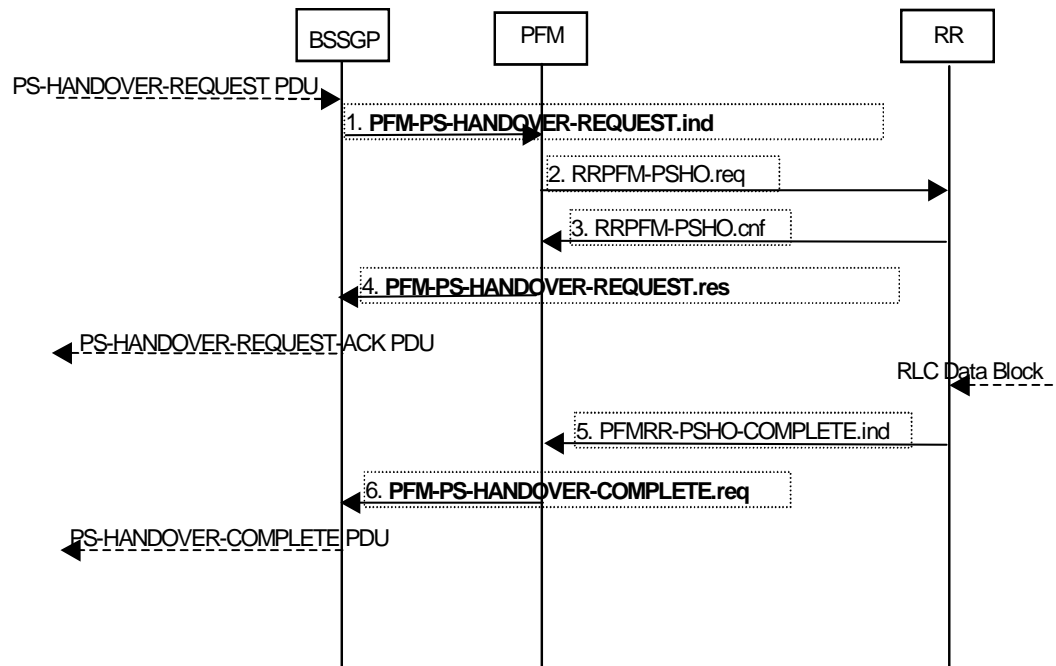 BSSGP
PFM
RR
PS-HANDOVER-REQUEST PDU
1. PFM-PS-HANDOVER-REQUEST.ind
2. RRPFM-PSHO.req
3. RRPFM-PSHO.cnf
4. PFM-PS-HANDOVER-REQUEST.res
PS-HANDOVER-REQUEST-ACK PDU
RLC Data Block
5. PFMRR-PSHO-COMPLETE.ind
6. PFM-PS-HANDOVER-COMPLETE.req
PS-HANDOVER-COMPLETE PDU